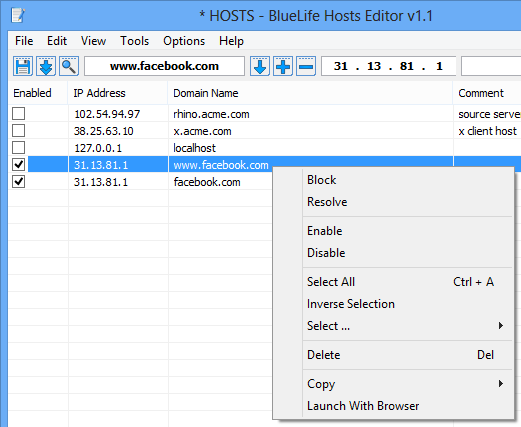 * HOSTS - BlueLife Hosts Editor v1.1
File Edit View Tools Options Help
www.facebook.com 31 . 13 . 81 . 1
Enabled IP Address Domain Name Comment
102.54.94.97 rhino.acme.com source serve
38.25.63.10 x.acme.com x client host
127.0.0.1 localhost
31.13.81.1 www.facebook.com
31.13.81.1 facebook.com
Block
Resolve
Enable
Disable
Select All Ctrl + A
Inverse Selection
Select ...
Delete Del
Copy
Launch With Browser